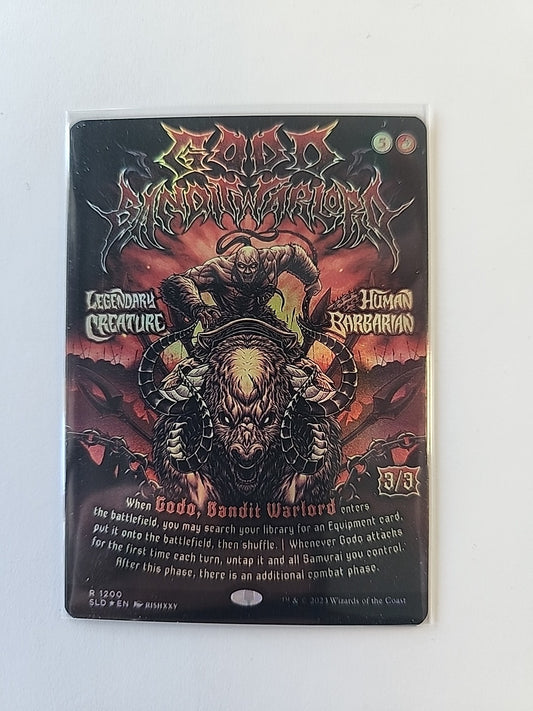 GODO
BANDIT WARLORD
5
LEGENDARY
CREATURE
HUMAN
BARBARIAN
3/3
When Godo, Bandit Warlord enters
the battlefield, you may search your library for an Equipment card,
put it onto the battlefield, then shuffle. | Whenever Godo attacks
for the first time each turn, untap it and all Samurai you control.
After this phase, there is an additional combat phase.
R 1200
SLD ★ EN RISHXXV
™ & © 2023 Wizards of the Coast